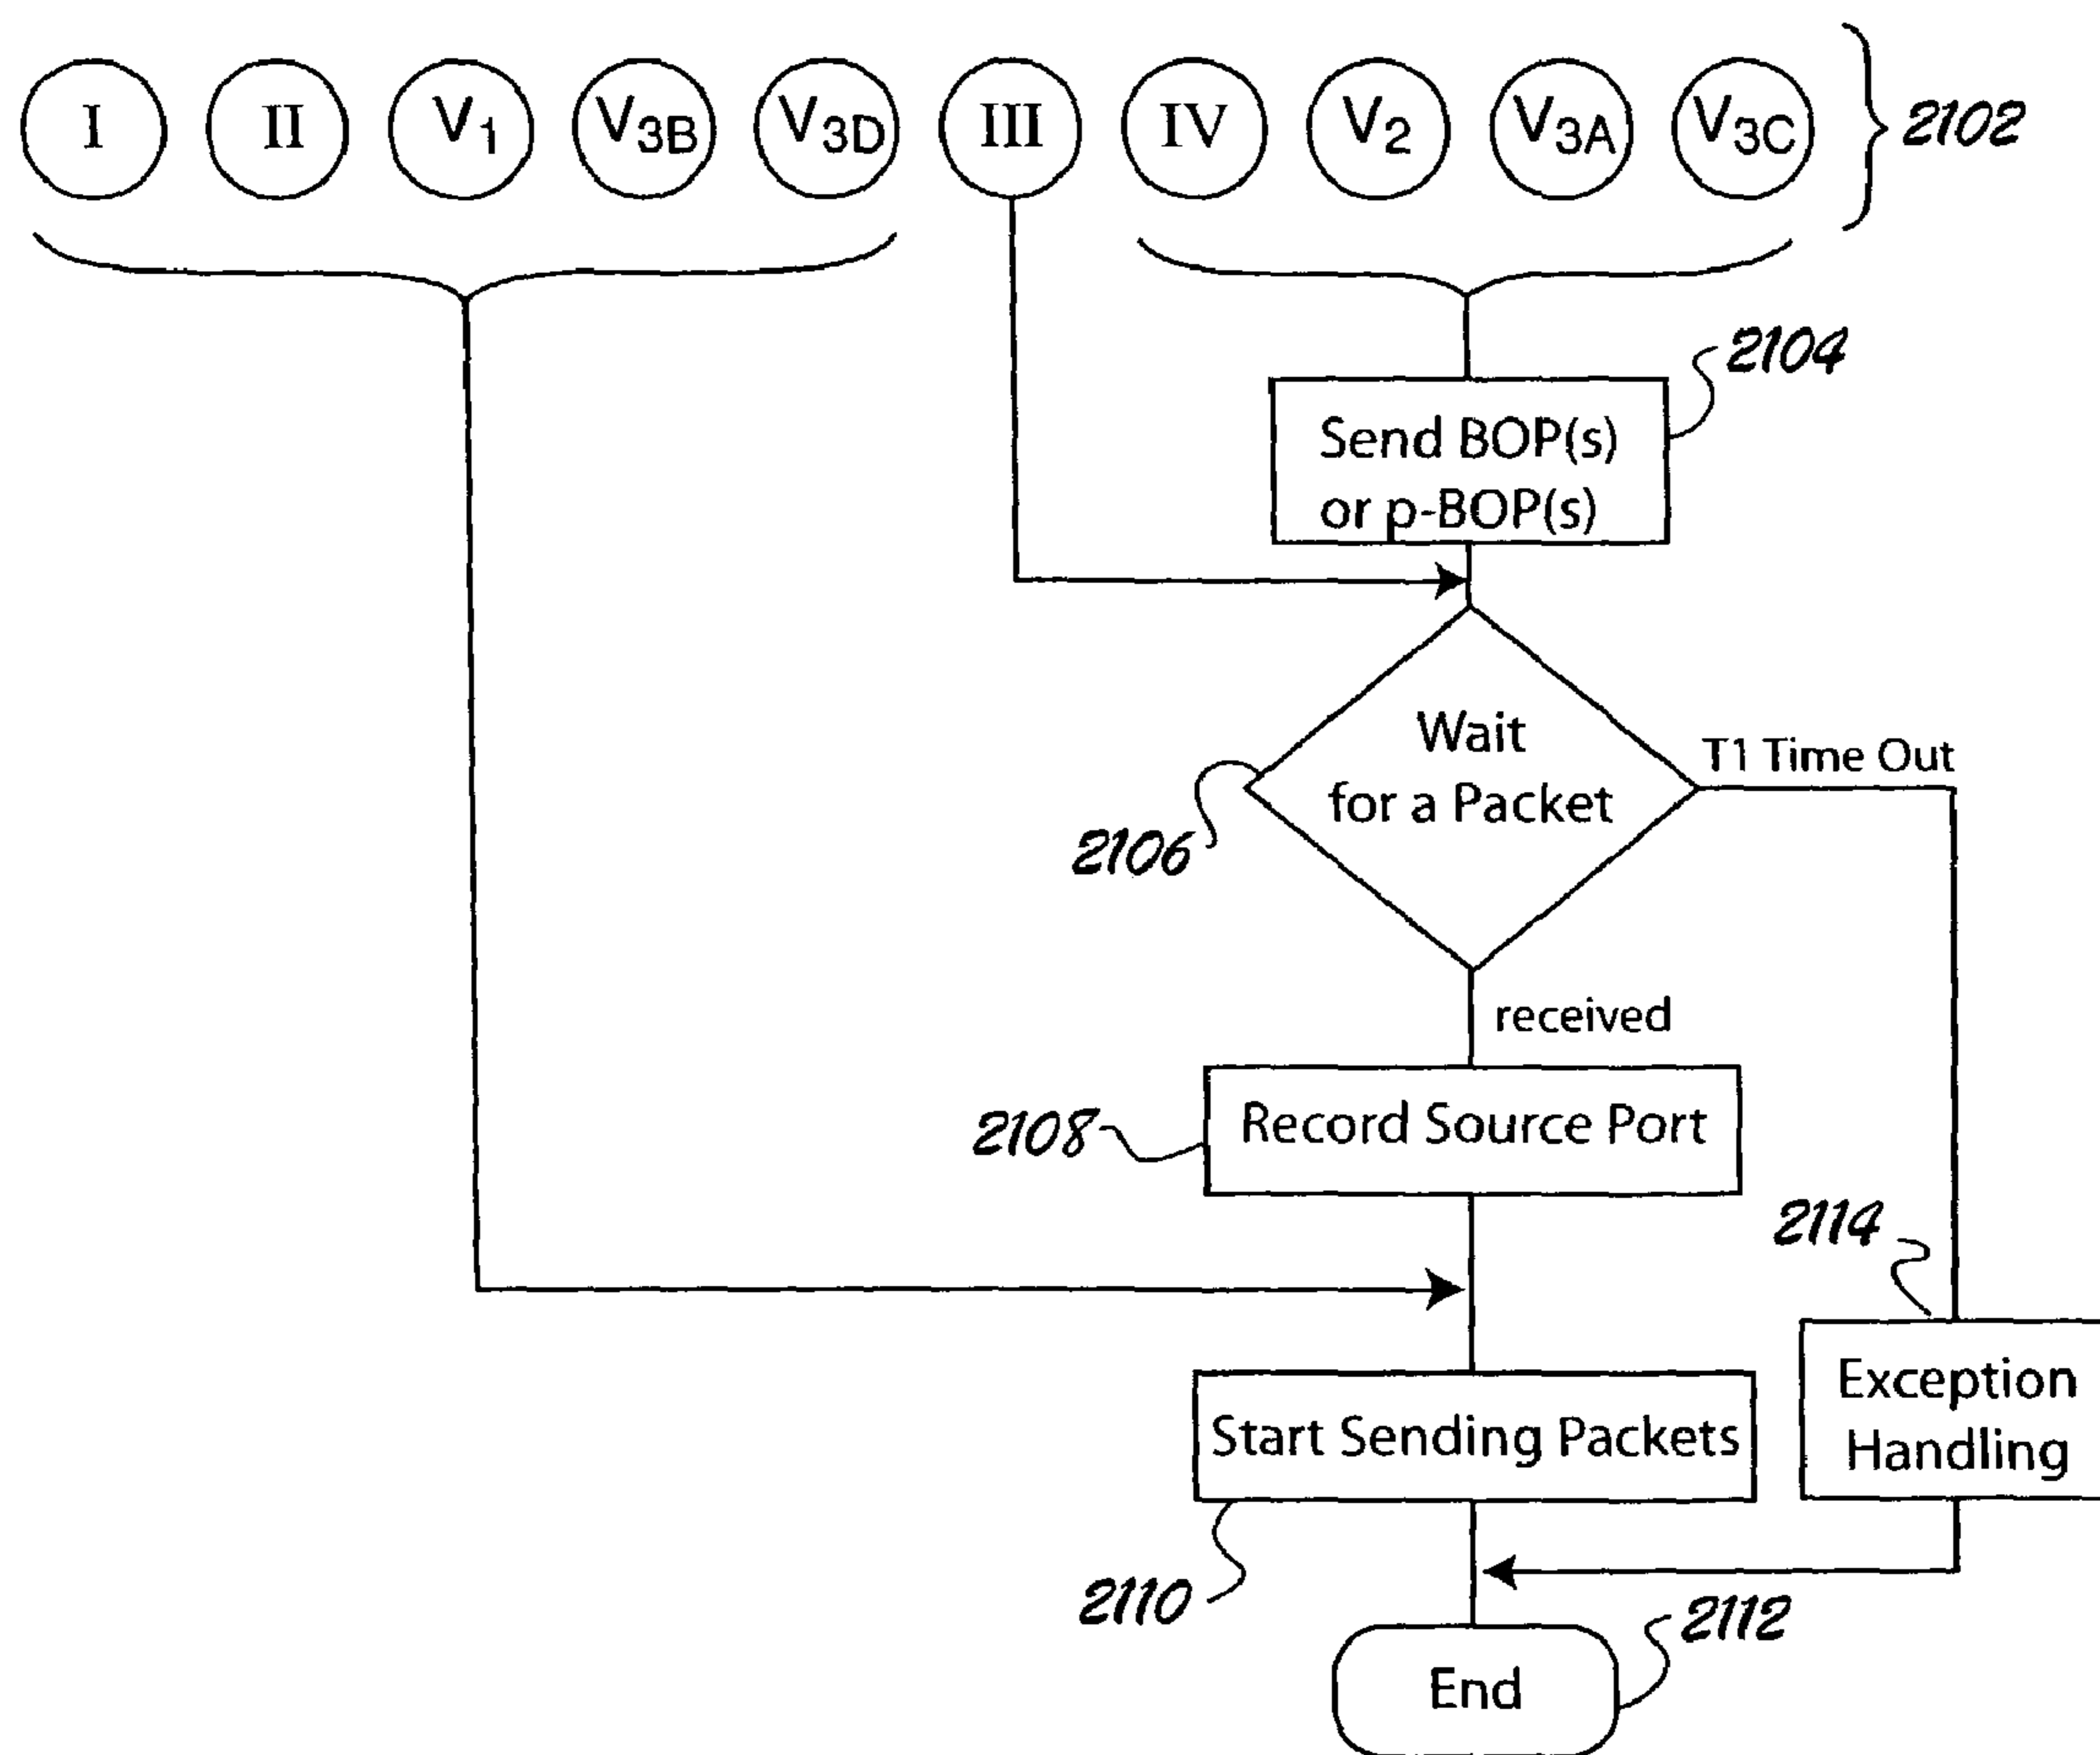 I II V1 V3B V3D III IV V2 V3A V3C 2102
2104
Send BOP(s)
or p-BOP(s)
Wait
for a Packet
T1 Time Out
2106
received
Record Source Port
2108
2114
Exception
Handling
Start Sending Packets
2110
2112
End